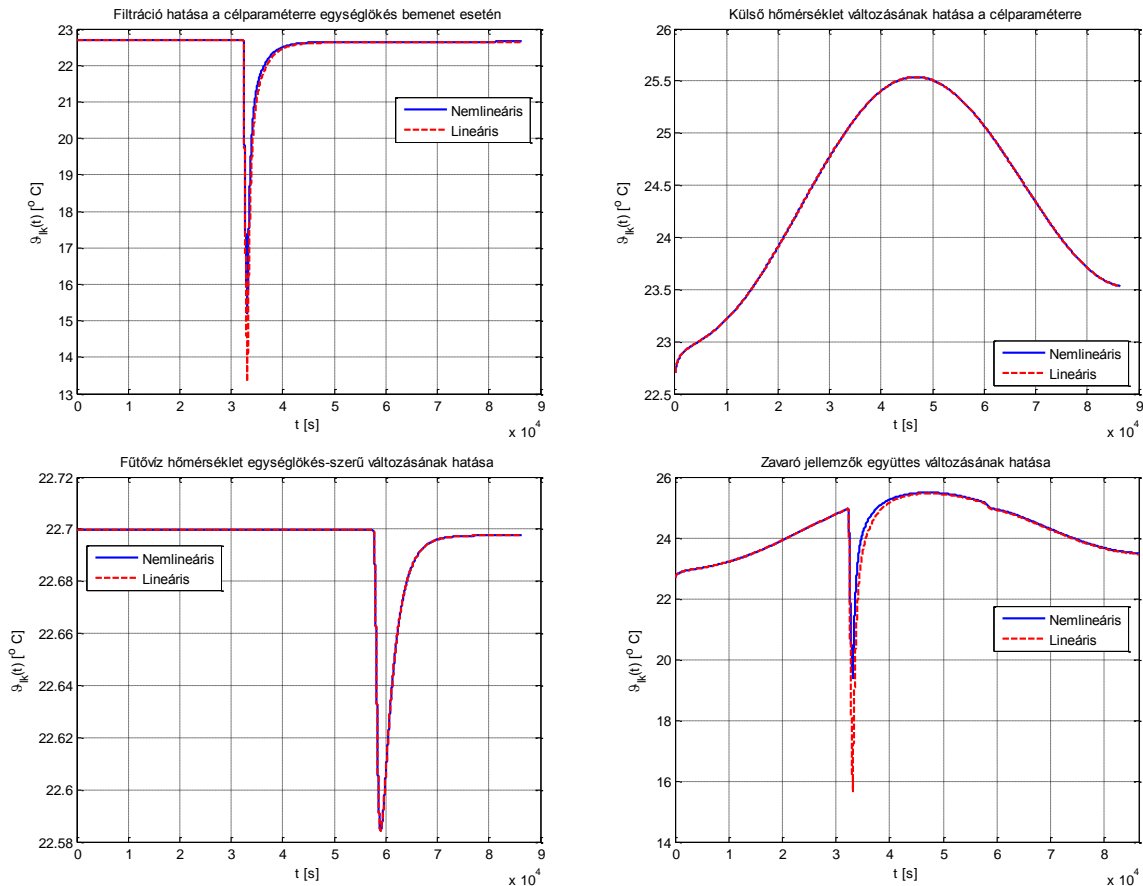 Filtráció hatása a célparaméterre egységlökés bemenet esetén
23
22
21
20
19
18
17
16
15
14
13
ϑlk(t) [o C]
Nemlineáris
Lineáris
0 1 2 3 4 5 6 7 8 9
t [s]
x 10^4
Külső hőmérséklet változásának hatása a célparaméterre
26
25.5
25
24.5
24
23.5
23
22.5
ϑlk(t) [o C]
Nemlineáris
Lineáris
0 1 2 3 4 5 6 7 8 9
t [s]
x 10^4
Fűtővíz hőmérséklet egységlökés-szerű változásának hatása
22.72
22.7
22.68
22.66
22.64
22.62
22.6
22.58
ϑlk(t) [o C]
Nemlineáris
Lineáris
0 1 2 3 4 5 6 7 8 9
t [s]
x 10^4
Zavaró jellemzők együttes változásának hatása
26
24
22
20
18
16
14
ϑlk(t) [o C]
Nemlineáris
Lineáris
0 1 2 3 4 5 6 7 8
t [s]
x 10^4